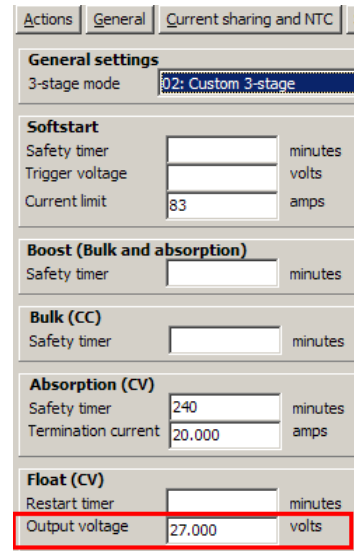 Actions General Current sharing and NTC
General settings
3-stage mode 02: Custom 3-stage
Softstart
Safety timer minutes
Trigger voltage volts
Current limit 83 amps
Boost (Bulk and absorption)
Safety timer minutes
Bulk (CC)
Safety timer minutes
Absorption (CV)
Safety timer 240 minutes
Termination current 20.000 amps
Float (CV)
Restart timer minutes
Output voltage 27.000 volts